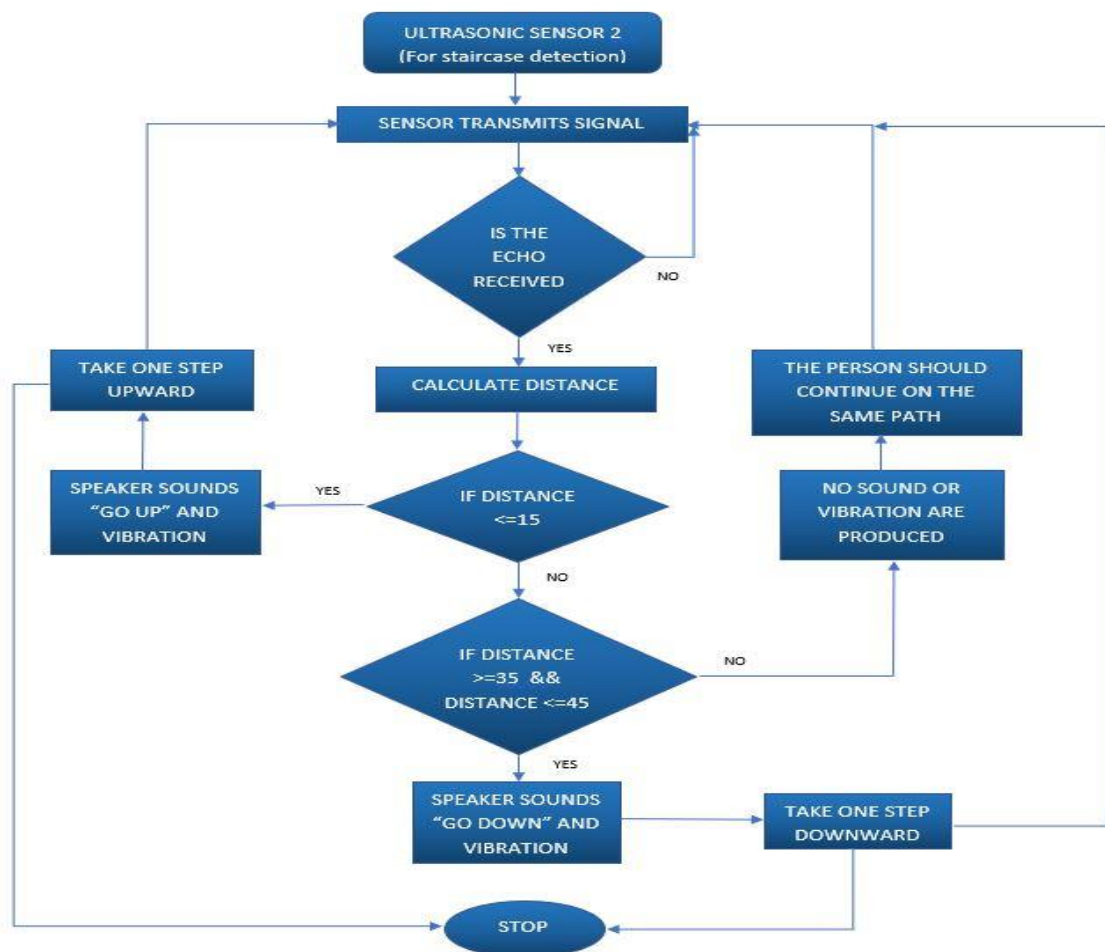 ULTRASONIC SENSOR 2
(For staircase detection)
SENSOR TRANSMITS SIGNAL
IS THE
ECHO
RECEIVED
NO
YES
TAKE ONE STEP
UPWARD
CALCULATE DISTANCE
THE PERSON SHOULD
CONTINUE ON THE
SAME PATH
SPEAKER SOUNDS
“GO UP” AND
VIBRATION
YES
IF DISTANCE
<=15
NO SOUND OR
VIBRATION ARE
PRODUCED
NO
IF DISTANCE
>=35 &&
DISTANCE <=45
NO
YES
SPEAKER SOUNDS
“GO DOWN” AND
VIBRATION
TAKE ONE STEP
DOWNWARD
STOP